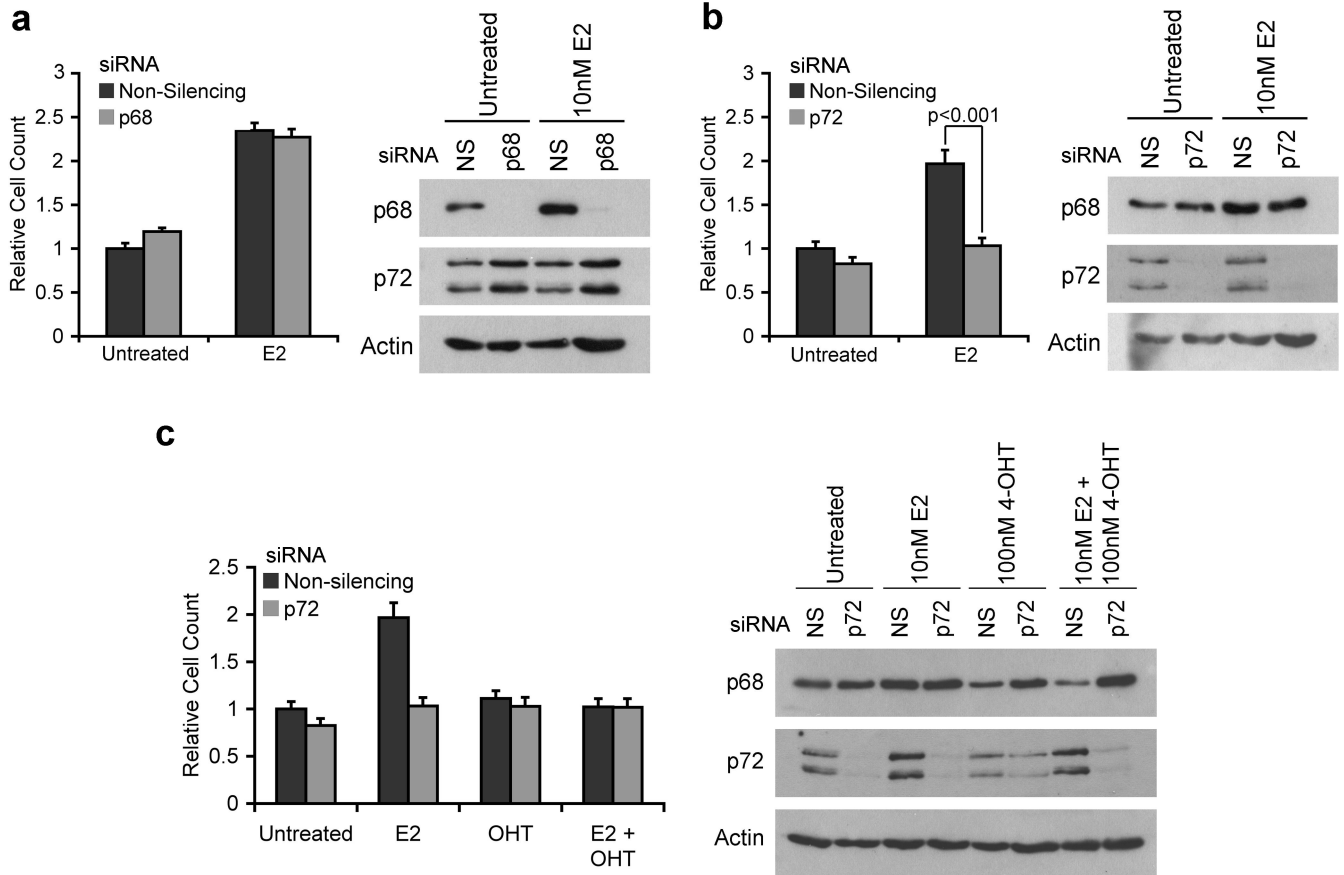 a
siRNA
Non-Silencing
p68
Relative Cell Count
3
2.5
2
1.5
1
0.5
0
Untreated
E2
Untreated
10nM E2
siRNA
NS
p68
NS
p68
p68
p72
Actin
b
siRNA
Non-Silencing
p72
p<0.001
Relative Cell Count
3
2.5
2
1.5
1
0.5
0
Untreated
E2
Untreated
10nM E2
siRNA
NS
p72
NS
p72
p68
p72
Actin
c
siRNA
Non-silencing
p72
Relative Cell Count
2.5
2
1.5
1
0.5
0
Untreated
E2
OHT
E2 +
OHT
Untreated
10nM E2
100nM 4-OHT
10nM E2 +
100nM 4-OHT
siRNA
NS
p72
NS
p72
NS
p72
NS
p72
p68
p72
Actin